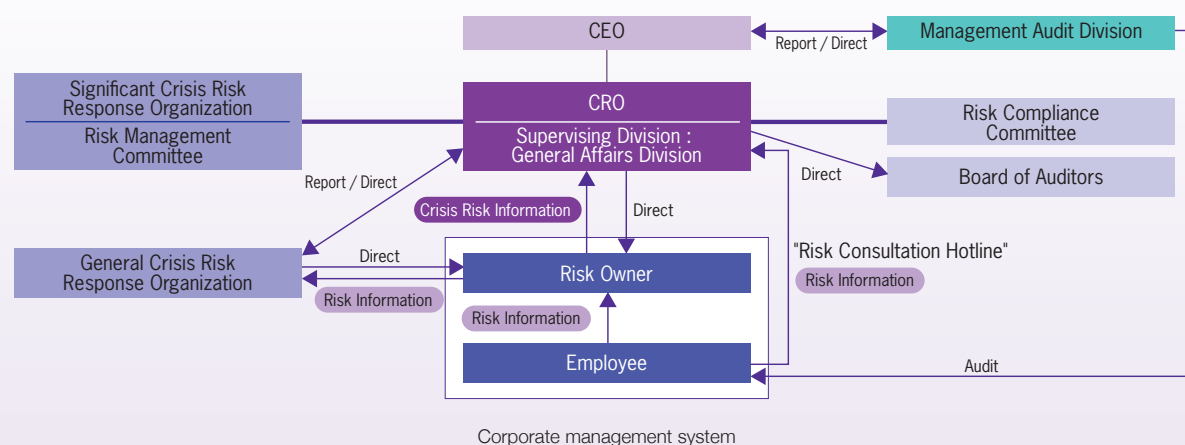 CEO
Report / Direct
Management Audit Division
Significant Crisis Risk
Response Organization
Risk Management
Committee
CRO
Supervising Division :
General Affairs Division
Risk Compliance
Committee
Board of Auditors
Direct
Report / Direct
Crisis Risk Information
Direct
"Risk Consultation Hotline"
Risk Information
General Crisis Risk
Response Organization
Direct
Risk Information
Risk Owner
Risk Information
Employee
Audit
Corporate management system